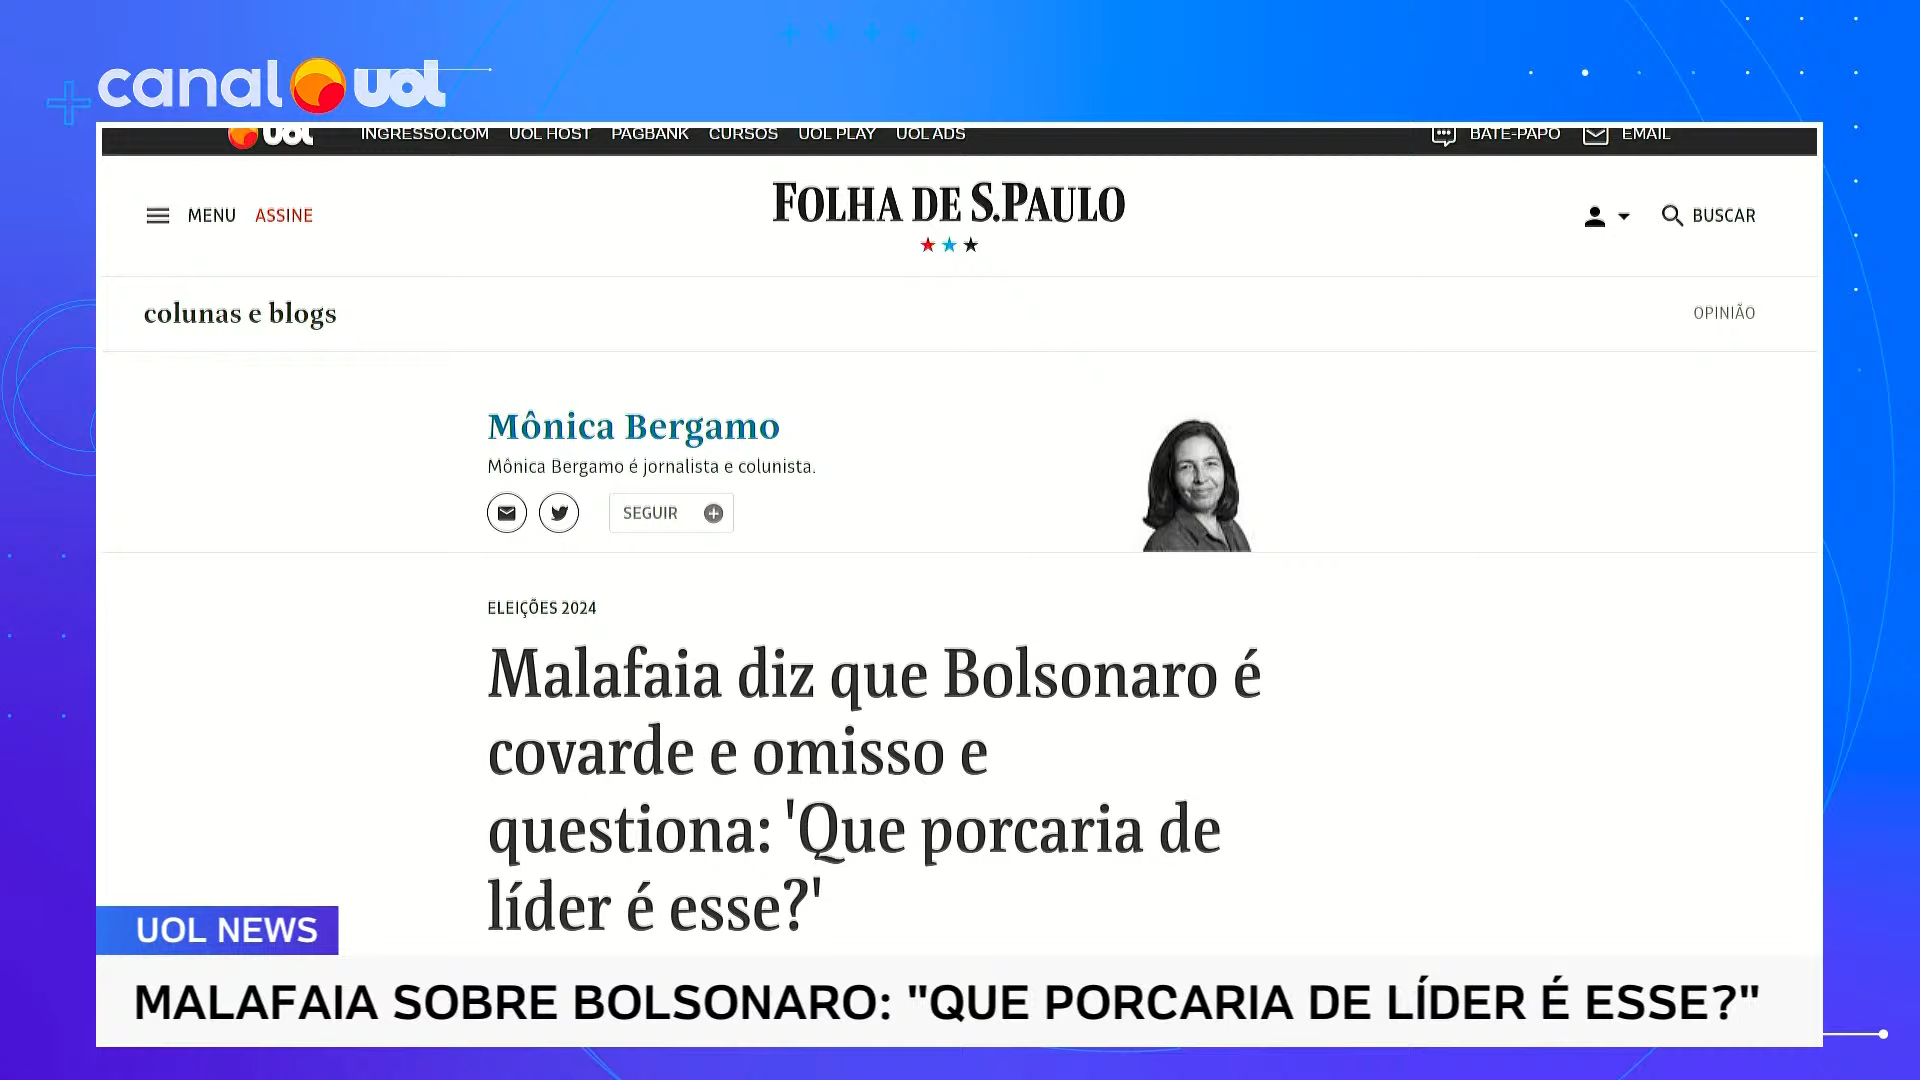 canal uol
uol INGRESSO.COM UOL HOST PAGBANK CURSOS UOL PLAY UOL ADS BATE-PAPO EMAIL
MENU ASSINE FOLHA DE S.PAULO BUSCAR
colunas e blogs OPINIÃO
Mônica Bergamo
Mônica Bergamo é jornalista e colunista.
SEGUIR
ELEIÇÕES 2024
Malafaia diz que Bolsonaro é
covarde e omisso e
questiona: 'Que porcaria de
líder é esse?'
UOL NEWS
MALAFAIA SOBRE BOLSONARO: "QUE PORCARIA DE LÍDER É ESSE?"